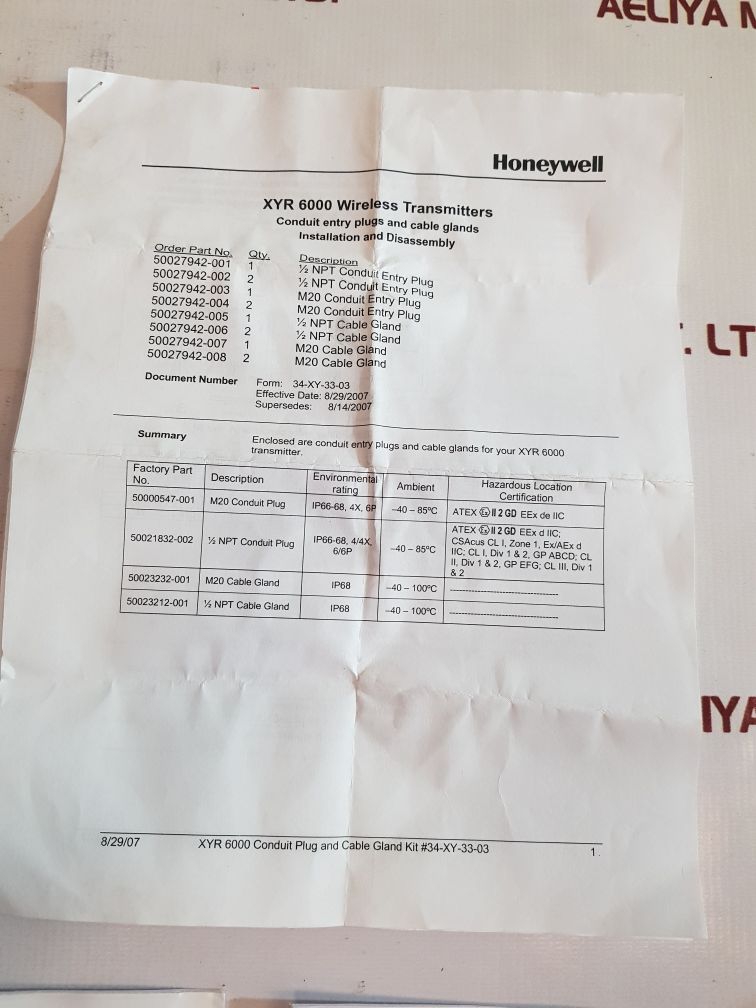 AELIYA M
Honeywell
XYR 6000 Wireless Transmitters
Conduit entry plugs and cable glands
Installation and Disassembly
Order Part No. Qty. Description
50027942-001 1 ½ NPT Conduit Entry Plug
50027942-002 2 ½ NPT Conduit Entry Plug
50027942-003 1 M20 Conduit Entry Plug
50027942-004 2 M20 Conduit Entry Plug
50027942-005 1 ½ NPT Cable Gland
50027942-006 2 ½ NPT Cable Gland
50027942-007 1 M20 Cable Gland
50027942-008 2 M20 Cable Gland
. LT
Document Number Form: 34-XY-33-03
Effective Date: 8/29/2007
Supersedes: 8/14/2007
Summary Enclosed are conduit entry plugs and cable glands for your XYR 6000
transmitter.
Factory Part
No. Description Environmental
rating Ambient Hazardous Location
Certification
50000547-001 M20 Conduit Plug IP66-68, 4X, 6P –40 – 85ºC ATEX II 2 GD EEx de IIC
50021832-002 ½ NPT Conduit Plug IP66-68, 4/4X,
6/6P –40 – 85ºC ATEX II 2 GD EEx d IIC;
CSAcus CL I, Zone 1, Ex/AEx d
IIC; CL I, Div 1 & 2, GP ABCD; CL
II, Div 1 & 2, GP EFG; CL III, Div 1
& 2
50023232-001 M20 Cable Gland IP68 –40 – 100ºC
50023212-001 ½ NPT Cable Gland IP68 –40 – 100ºC
IYA
8/29/07 XYR 6000 Conduit Plug and Cable Gland Kit #34-XY-33-03 1